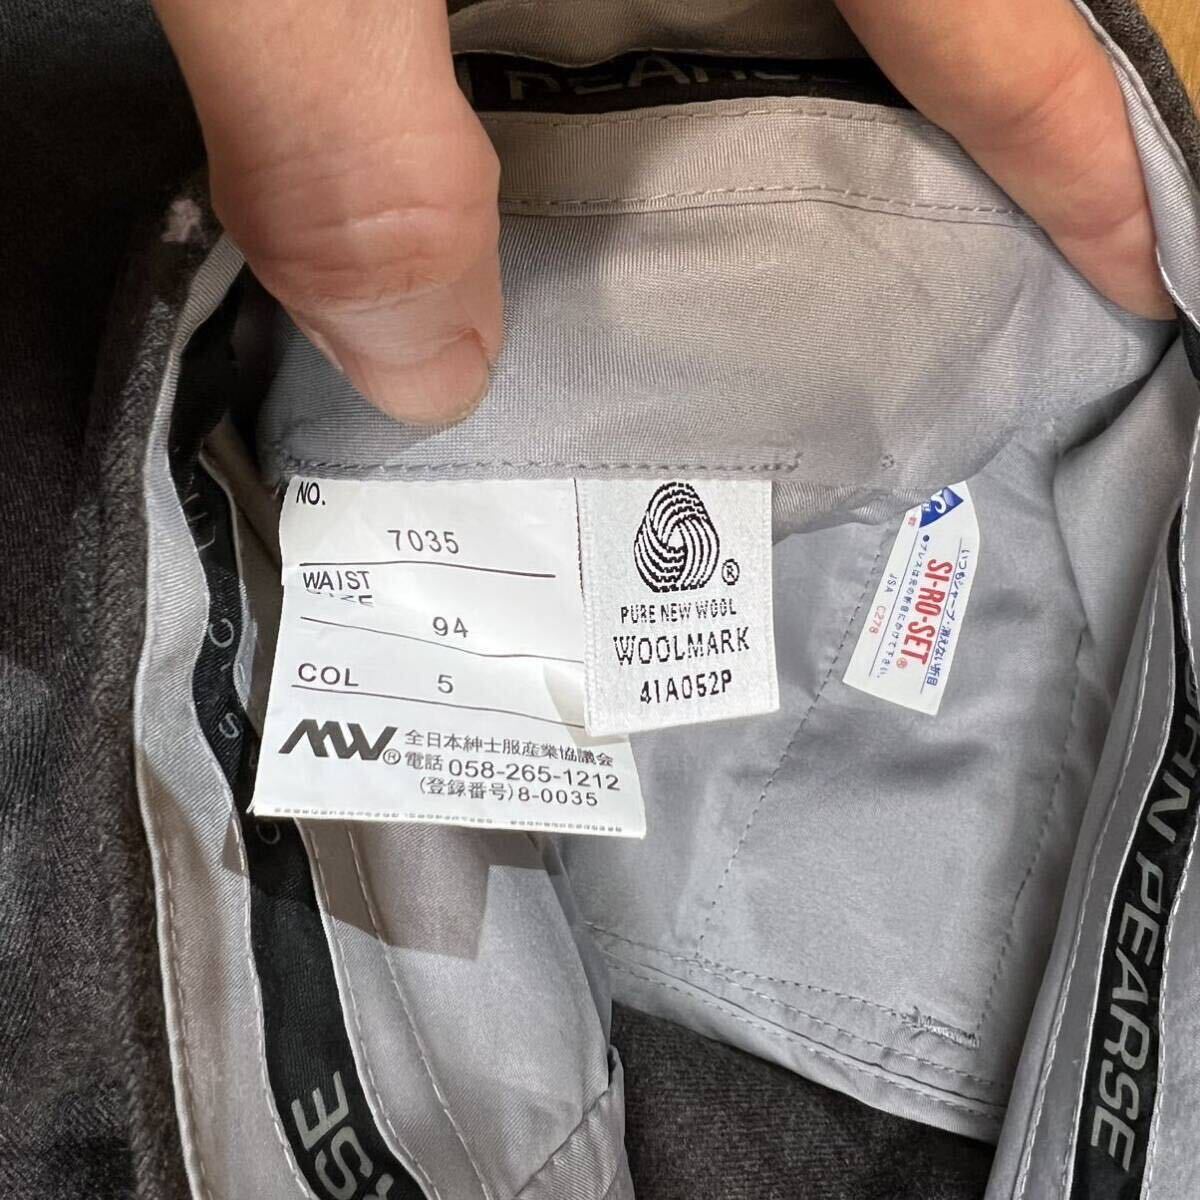 NO.
7035
WAIST
94
COL
5
MW®
全日本紳士服産業協議会
電話 058-265-1212
(登録番号)8-0035
®
PURE NEW WOOL
WOOLMARK
41A052P
SI-RO-SET®
JSA C278
JOHN PEARSE